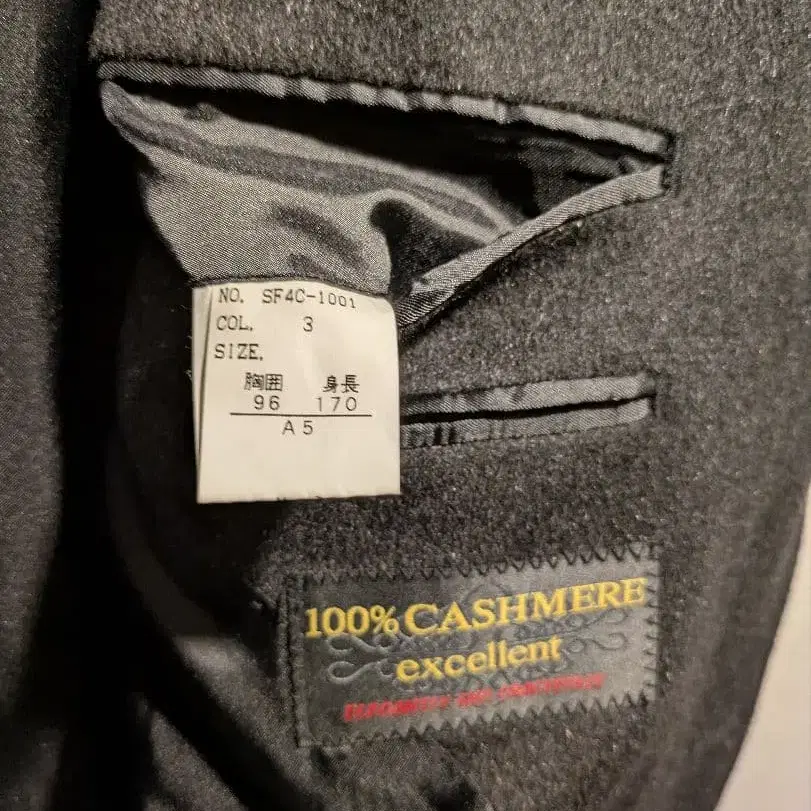 NO. SF4C-1001
COL. 3
SIZE.
胸囲 身長
96 170
A5
100% CASHMERE
excellent